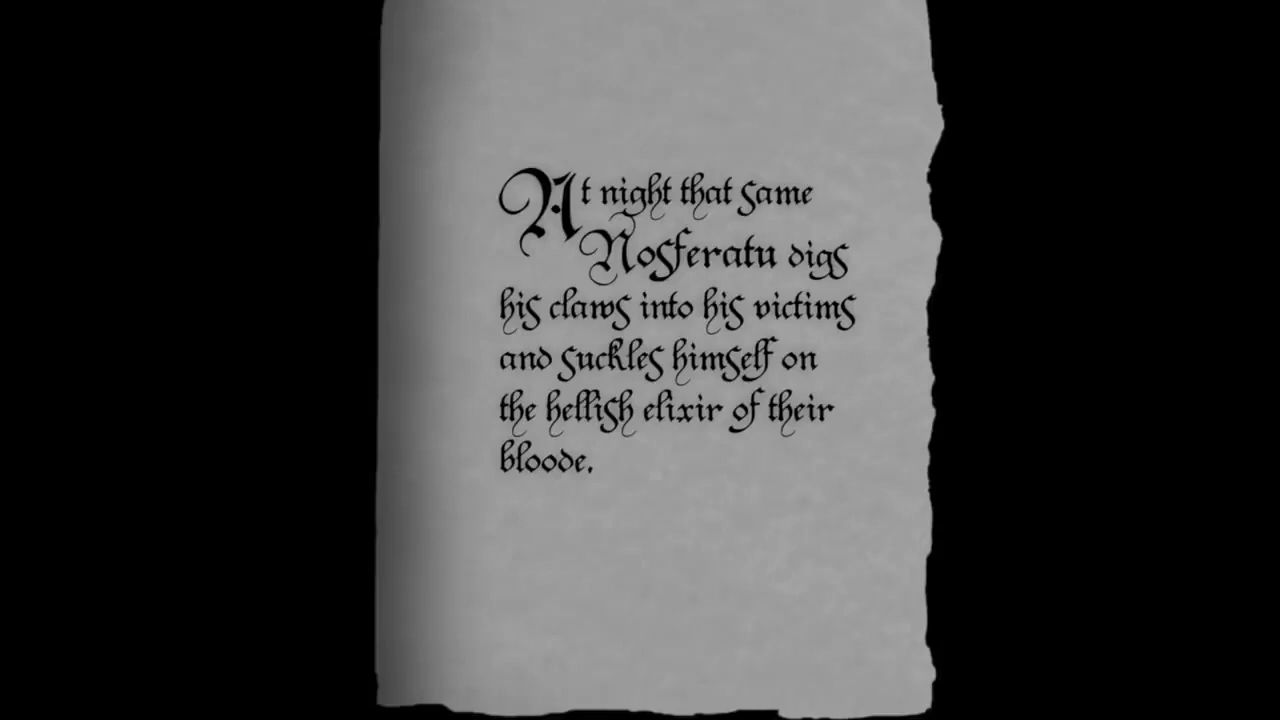 At night that same
Nosferatu digs
his claws into his victims
and suckles himself on
the hellish elixir of their
bloode.